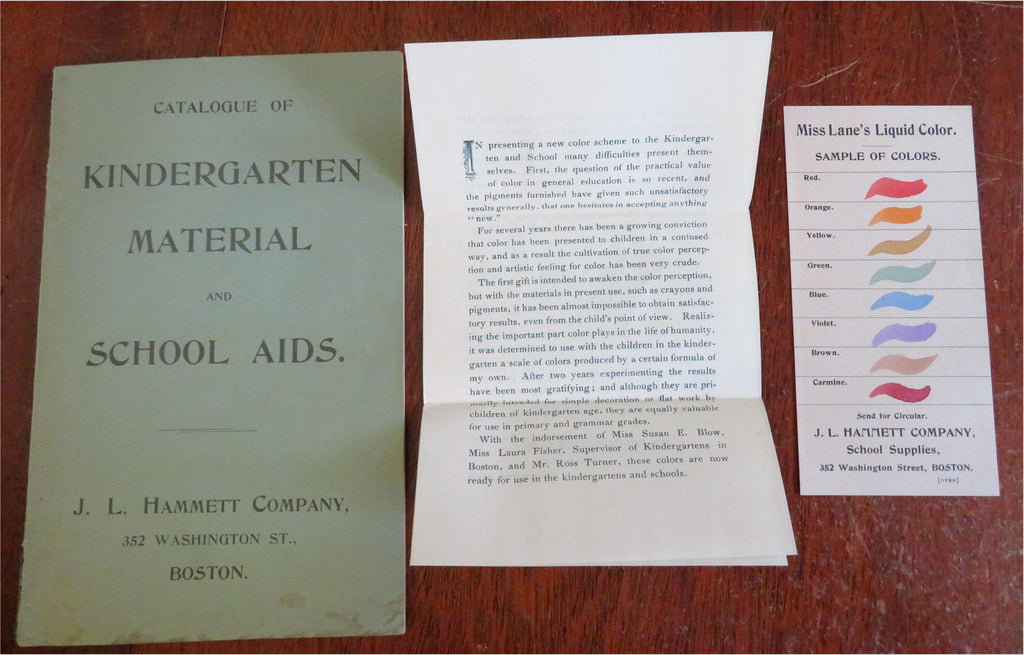 CATALOGUE OF
KINDERGARTEN
MATERIAL
AND
SCHOOL AIDS.
J. L. HAMMETT COMPANY,
352 WASHINGTON ST.,
BOSTON.
IN presenting a new color scheme to the Kindergar-
ten and School many difficulties present them-
selves. First, the question of the practical value
of color in general education is so recent, and
the pigments furnished have given such unsatisfactory
results generally, that one hesitates in accepting anything
"new."
For several years there has been a growing conviction
that color has been presented to children in a confused
way, and as a result the cultivation of true color percep-
tion and artistic feeling for color has been very crude.
The first gift is intended to awaken the color perception,
but with the materials in present use, such as crayons and
pigments, it has been almost impossible to obtain satisfac-
tory results, even from the child's point of view. Realiz-
ing the important part color plays in the life of humanity,
it was determined to use with the children in the kinder-
garten a scale of colors produced by a certain formula of
my own. After two years experimenting the results
have been most gratifying; and although they are pri-
marily intended for simple decoration or flat work by
children of kindergarten age, they are equally valuable
for use in primary and grammar grades.
With the indorsement of Miss Susan E. Blow,
Miss Laura Fisher, Supervisor of Kindergartens in
Boston, and Mr. Ross Turner, these colors are now
ready for use in the kindergartens and schools.
Miss Lane's Liquid Color.
SAMPLE OF COLORS.
Red.
Orange.
Yellow.
Green.
Blue.
Violet.
Brown.
Carmine.
Send for Circular.
J. L. HAMMETT COMPANY,
School Supplies,
352 Washington Street, BOSTON.
[OVER]